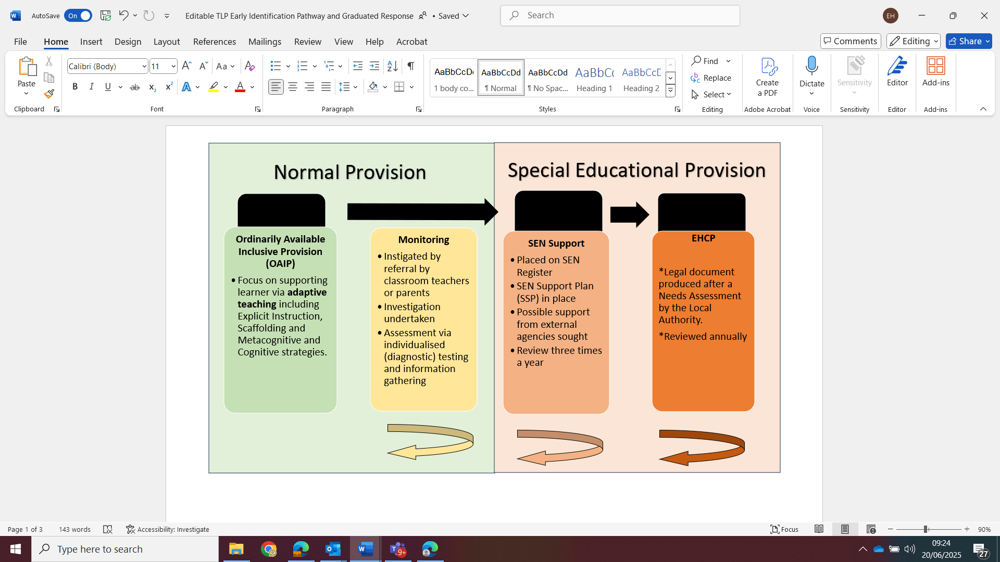 AutoSave On Editable TLP Early Identification Pathway and Graduated Response • Saved Search EH
File Home Insert Design Layout References Mailings Review View Help Acrobat Comments Editing Share
Paste
Clipboard
Calibri (Body) 11 Aa
Font
Paragraph
AaBbCcDd 1 body co...
AaBbCcDd ¶ Normal
AaBbCcDd ¶ No Spac...
AaBbCc Heading 1
AaBbCcD Heading 2
Styles
Find
Replace
Select
Editing
Create a PDF
Adobe Acrobat
Dictate
Voice
Sensitivity
Sensitivity
Editor
Editor
Add-ins
Add-ins
Normal Provision
Ordinarily Available
Inclusive Provision
(OAIP)
• Focus on supporting
learner via adaptive
teaching including
Explicit Instruction,
Scaffolding and
Metacognitive and
Cognitive strategies.
Monitoring
• Instigated by
referral by
classroom teachers
or parents
• Investigation
undertaken
• Assessment via
individualised
(diagnostic) testing
and information
gathering
Special Educational Provision
SEN Support
• Placed on SEN
Register
• SEN Support Plan
(SSP) in place
• Possible support
from external
agencies sought
• Review three times
a year
EHCP
*Legal document
produced after a
Needs Assessment
by the Local
Authority.
*Reviewed annually
Page 1 of 3 143 words Accessibility: Investigate Focus 90%
Type here to search 9+ 09:24
20/06/2025 27